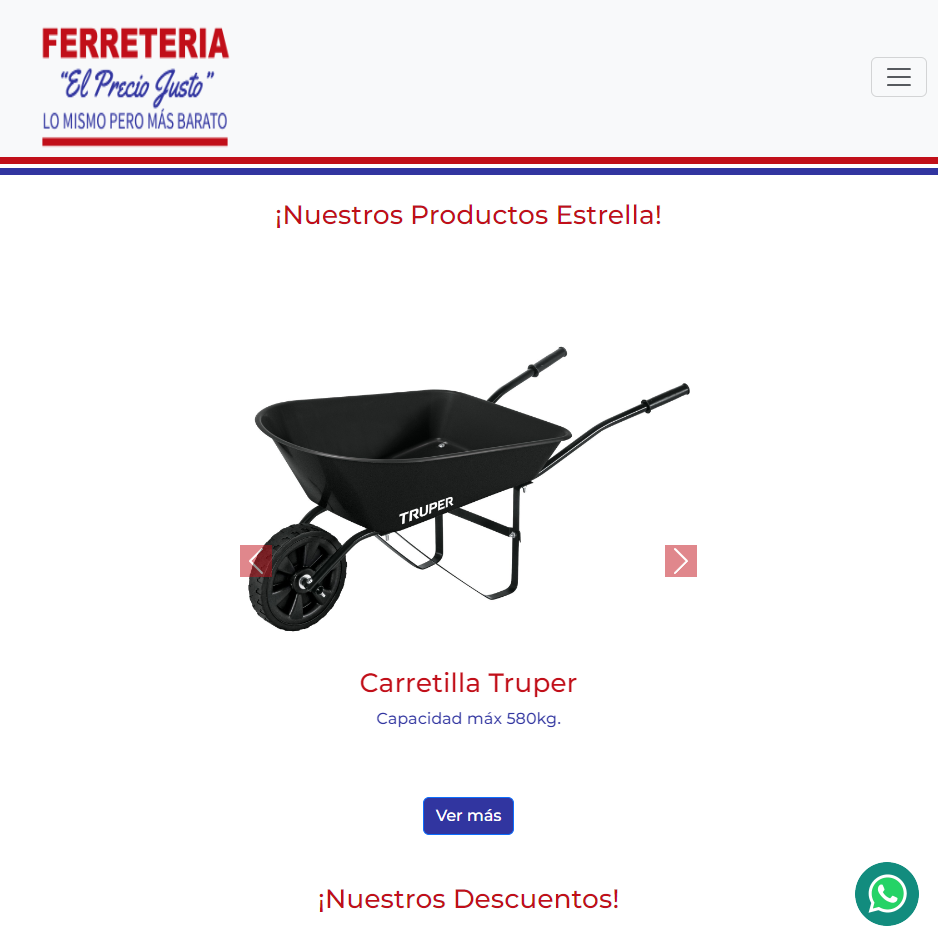 FERRETERIA
"El Precio Justo"
LO MISMO PERO MÁS BARATO
¡Nuestros Productos Estrella!
TRUPER
Carretilla Truper
Capacidad máx 580kg.
Ver más
¡Nuestros Descuentos!